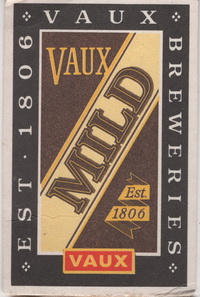 VAUX
BREWERIES
EST · 1806
VAUX
MILD
Est.
1806
VAUX